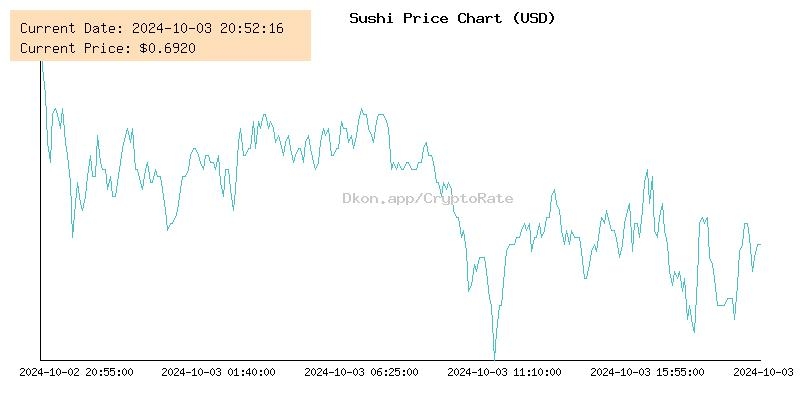 Sushi Price Chart (USD)
Current Date: 2024-10-03 20:52:16
Current Price: $0.6920
Dkon.app/CryptoRate
2024-10-02 20:55:00 2024-10-03 01:40:00 2024-10-03 06:25:00 2024-10-03 11:10:00 2024-10-03 15:55:00 2024-10-03